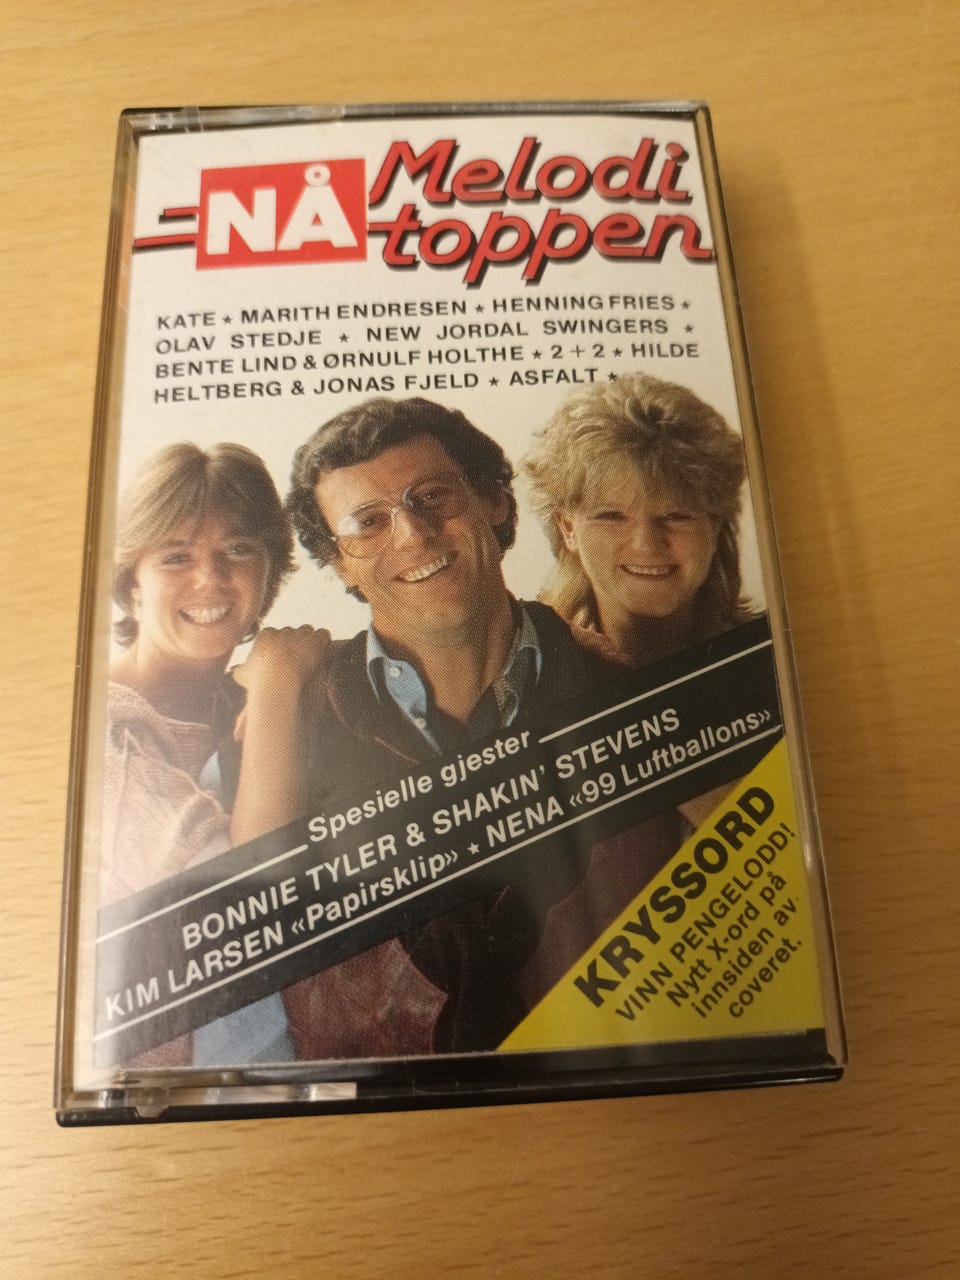 NÅ
Melodi
toppen
KATE ★ MARITH ENDRESEN ★ HENNING FRIES ★
OLAV STEDJE ★ NEW JORDAL SWINGERS ★
BENTE LIND & ØRNULF HOLTHE ★ 2 + 2 ★ HILDE
HELTBERG & JONAS FJELD ★ ASFALT ★
Spesielle gjester
BONNIE TYLER & SHAKIN' STEVENS
KIM LARSEN «Papirsklip» ★ NENA «99 Luftballons»
KRYSSORD
VINN PENGELODD!
Nytt X-ord på
innsiden av
coveret.